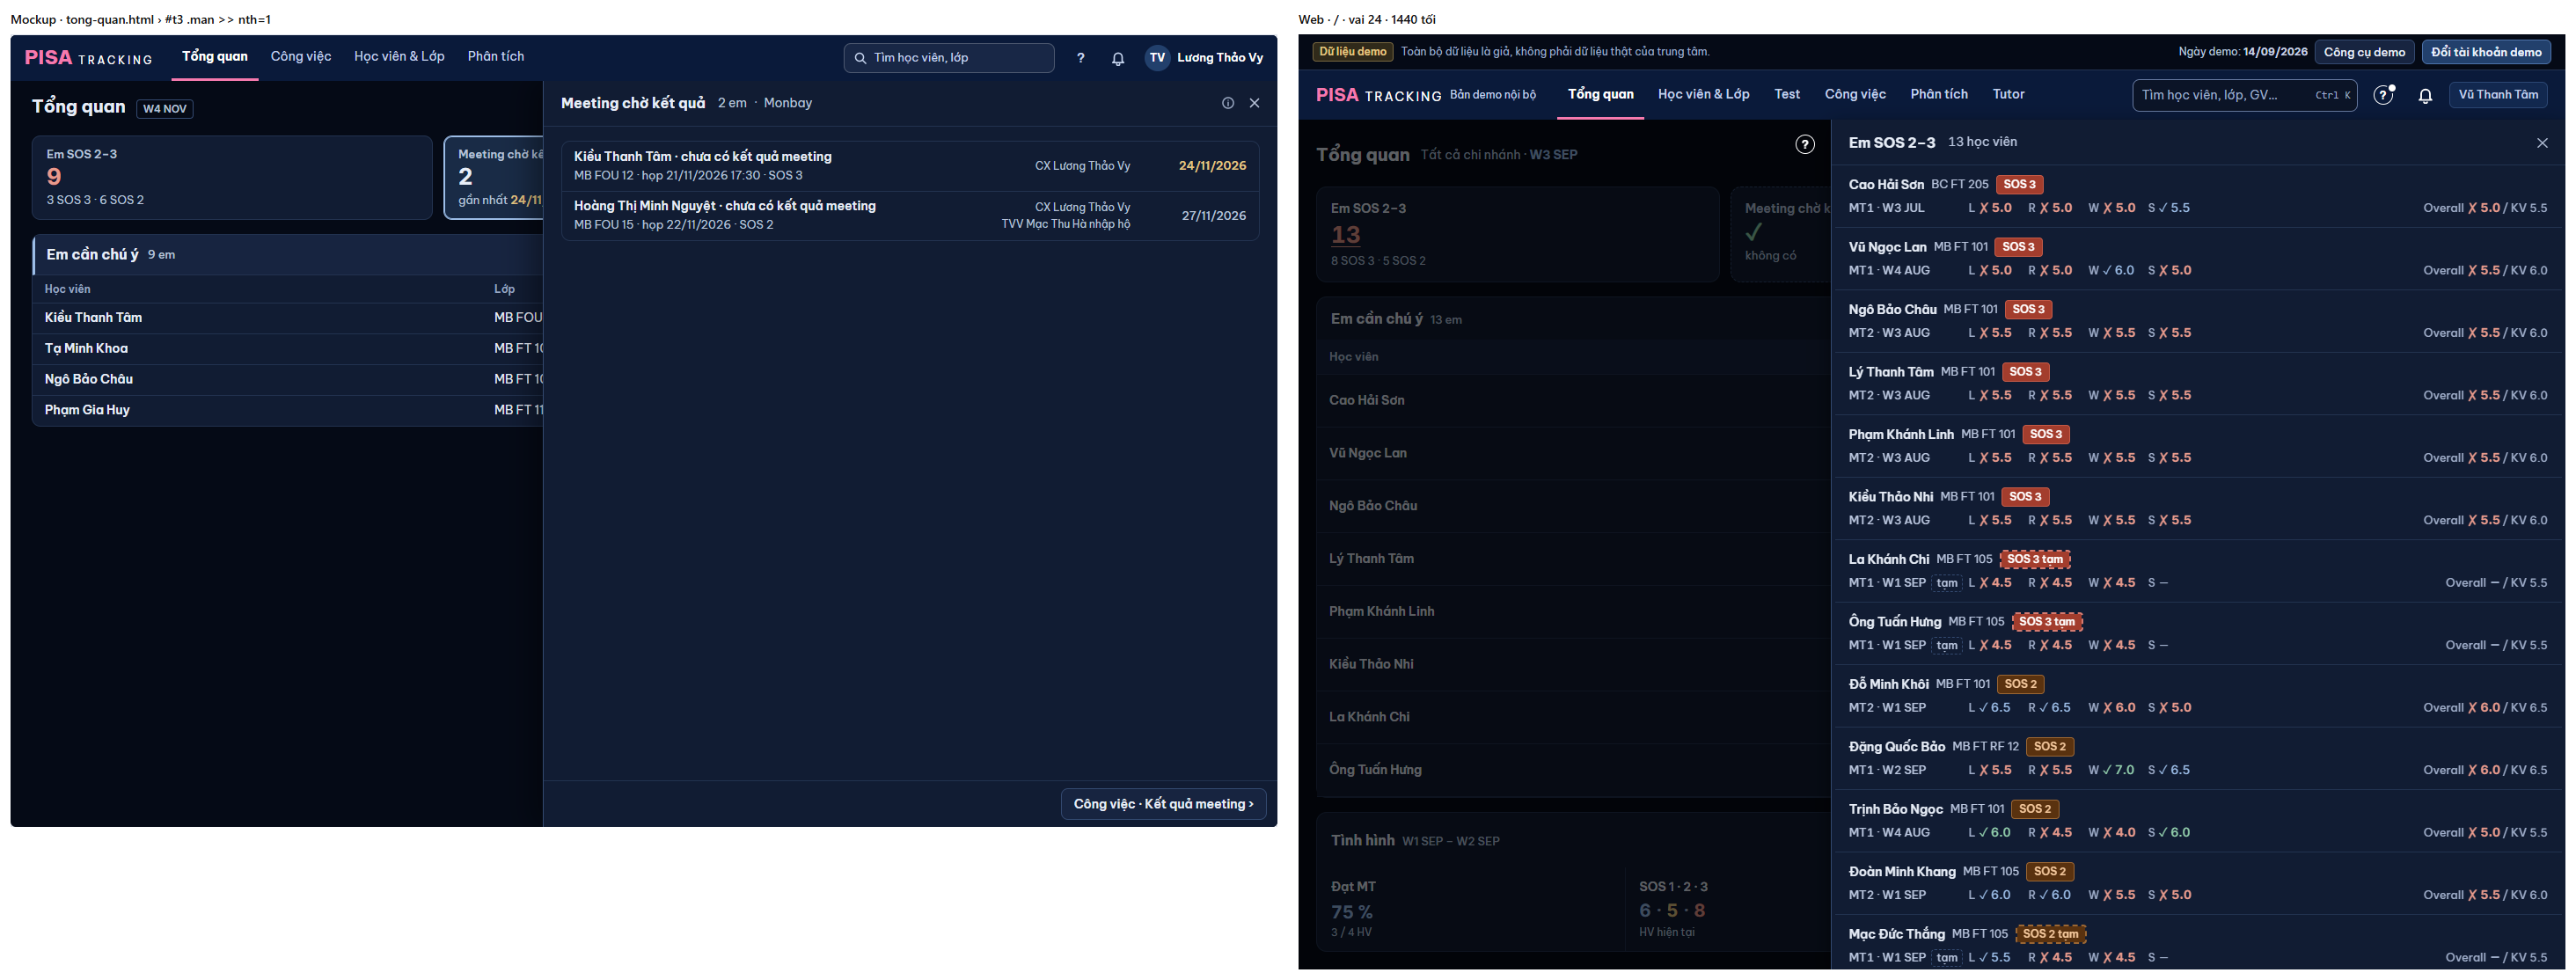 Mockup · tong-quan.html › #t3 .man >> nth=1
PISA TRACKING Tổng quan Công việc Học viên & Lớp Phân tích Tìm học viên, lớp ? TV Lương Thảo Vy
Tổng quan W4 NOV
Em SOS 2–3
9
3 SOS 3 · 6 SOS 2
Meeting chờ kế
2
gần nhất 24/11
Em cần chú ý 9 em
Học viên Lớp
Kiều Thanh Tâm MB FOU
Tạ Minh Khoa MB FT 10
Ngô Bảo Châu MB FT 10
Phạm Gia Huy MB FT 11
Meeting chờ kết quả 2 em · Monbay
Kiều Thanh Tâm · chưa có kết quả meeting
MB FOU 12 · họp 21/11/2026 17:30 · SOS 3
CX Lương Thảo Vy
24/11/2026
Hoàng Thị Minh Nguyệt · chưa có kết quả meeting
MB FOU 15 · họp 22/11/2026 · SOS 2
CX Lương Thảo Vy
TVV Mạc Thu Hà nhập hộ
27/11/2026
Công việc · Kết quả meeting ›
Web · / · vai 24 · 1440 tối
Dữ liệu demo Toàn bộ dữ liệu là giả, không phải dữ liệu thật của trung tâm. Ngày demo: 14/09/2026 Công cụ demo Đổi tài khoản demo
PISA TRACKING Bản demo nội bộ Tổng quan Học viên & Lớp Test Công việc Phân tích Tutor Tìm học viên, lớp, GV... Ctrl K ? Vũ Thanh Tâm
Tổng quan Tất cả chi nhánh · W3 SEP ?
Em SOS 2–3
13
8 SOS 3 · 5 SOS 2
Meeting chờ k
✓
không có
Em cần chú ý 13 em
Học viên
Cao Hải Sơn
Vũ Ngọc Lan
Ngô Bảo Châu
Lý Thanh Tâm
Phạm Khánh Linh
Kiều Thảo Nhi
La Khánh Chi
Ông Tuấn Hưng
Tình hình W1 SEP – W2 SEP
Đạt MT
75 %
3 / 4 HV
SOS 1 · 2 · 3
6 · 5 · 8
HV hiện tại
Em SOS 2–3 13 học viên
Cao Hải Sơn BC FT 205 SOS 3
MT1 · W3 JUL L ✗ 5.0 R ✗ 5.0 W ✗ 5.0 S ✓ 5.5 Overall ✗ 5.0 / KV 5.5
Vũ Ngọc Lan MB FT 101 SOS 3
MT1 · W4 AUG L ✗ 5.0 R ✗ 5.0 W ✓ 6.0 S ✗ 5.0 Overall ✗ 5.5 / KV 6.0
Ngô Bảo Châu MB FT 101 SOS 3
MT2 · W3 AUG L ✗ 5.5 R ✗ 5.5 W ✗ 5.5 S ✗ 5.5 Overall ✗ 5.5 / KV 6.0
Lý Thanh Tâm MB FT 101 SOS 3
MT2 · W3 AUG L ✗ 5.5 R ✗ 5.5 W ✗ 5.5 S ✗ 5.5 Overall ✗ 5.5 / KV 6.0
Phạm Khánh Linh MB FT 101 SOS 3
MT2 · W3 AUG L ✗ 5.5 R ✗ 5.5 W ✗ 5.5 S ✗ 5.5 Overall ✗ 5.5 / KV 6.0
Kiều Thảo Nhi MB FT 101 SOS 3
MT2 · W3 AUG L ✗ 5.5 R ✗ 5.5 W ✗ 5.5 S ✗ 5.5 Overall ✗ 5.5 / KV 6.0
La Khánh Chi MB FT 105 SOS 3 tạm
MT1 · W1 SEP tạm L ✗ 4.5 R ✗ 4.5 W ✗ 4.5 S – Overall – / KV 5.5
Ông Tuấn Hưng MB FT 105 SOS 3 tạm
MT1 · W1 SEP tạm L ✗ 4.5 R ✗ 4.5 W ✗ 4.5 S – Overall – / KV 5.5
Đỗ Minh Khôi MB FT 101 SOS 2
MT2 · W1 SEP L ✓ 6.5 R ✓ 6.5 W ✗ 6.0 S ✗ 5.0 Overall ✗ 6.0 / KV 6.5
Đặng Quốc Bảo MB FT RF 12 SOS 2
MT1 · W2 SEP L ✗ 5.5 R ✗ 5.5 W ✓ 7.0 S ✓ 6.5 Overall ✗ 6.0 / KV 6.5
Trịnh Bảo Ngọc MB FT 101 SOS 2
MT1 · W4 AUG L ✓ 6.0 R ✗ 4.5 W ✗ 4.0 S ✓ 6.0 Overall ✗ 5.0 / KV 5.5
Đoàn Minh Khang MB FT 105 SOS 2
MT2 · W1 SEP L ✓ 6.0 R ✓ 6.0 W ✗ 5.5 S ✗ 5.0 Overall ✗ 5.5 / KV 6.0
Mạc Đức Thắng MB FT 105 SOS 2 tạm
MT1 · W1 SEP tạm L ✓ 5.5 R ✗ 4.5 W ✗ 4.5 S – Overall – / KV 5.5